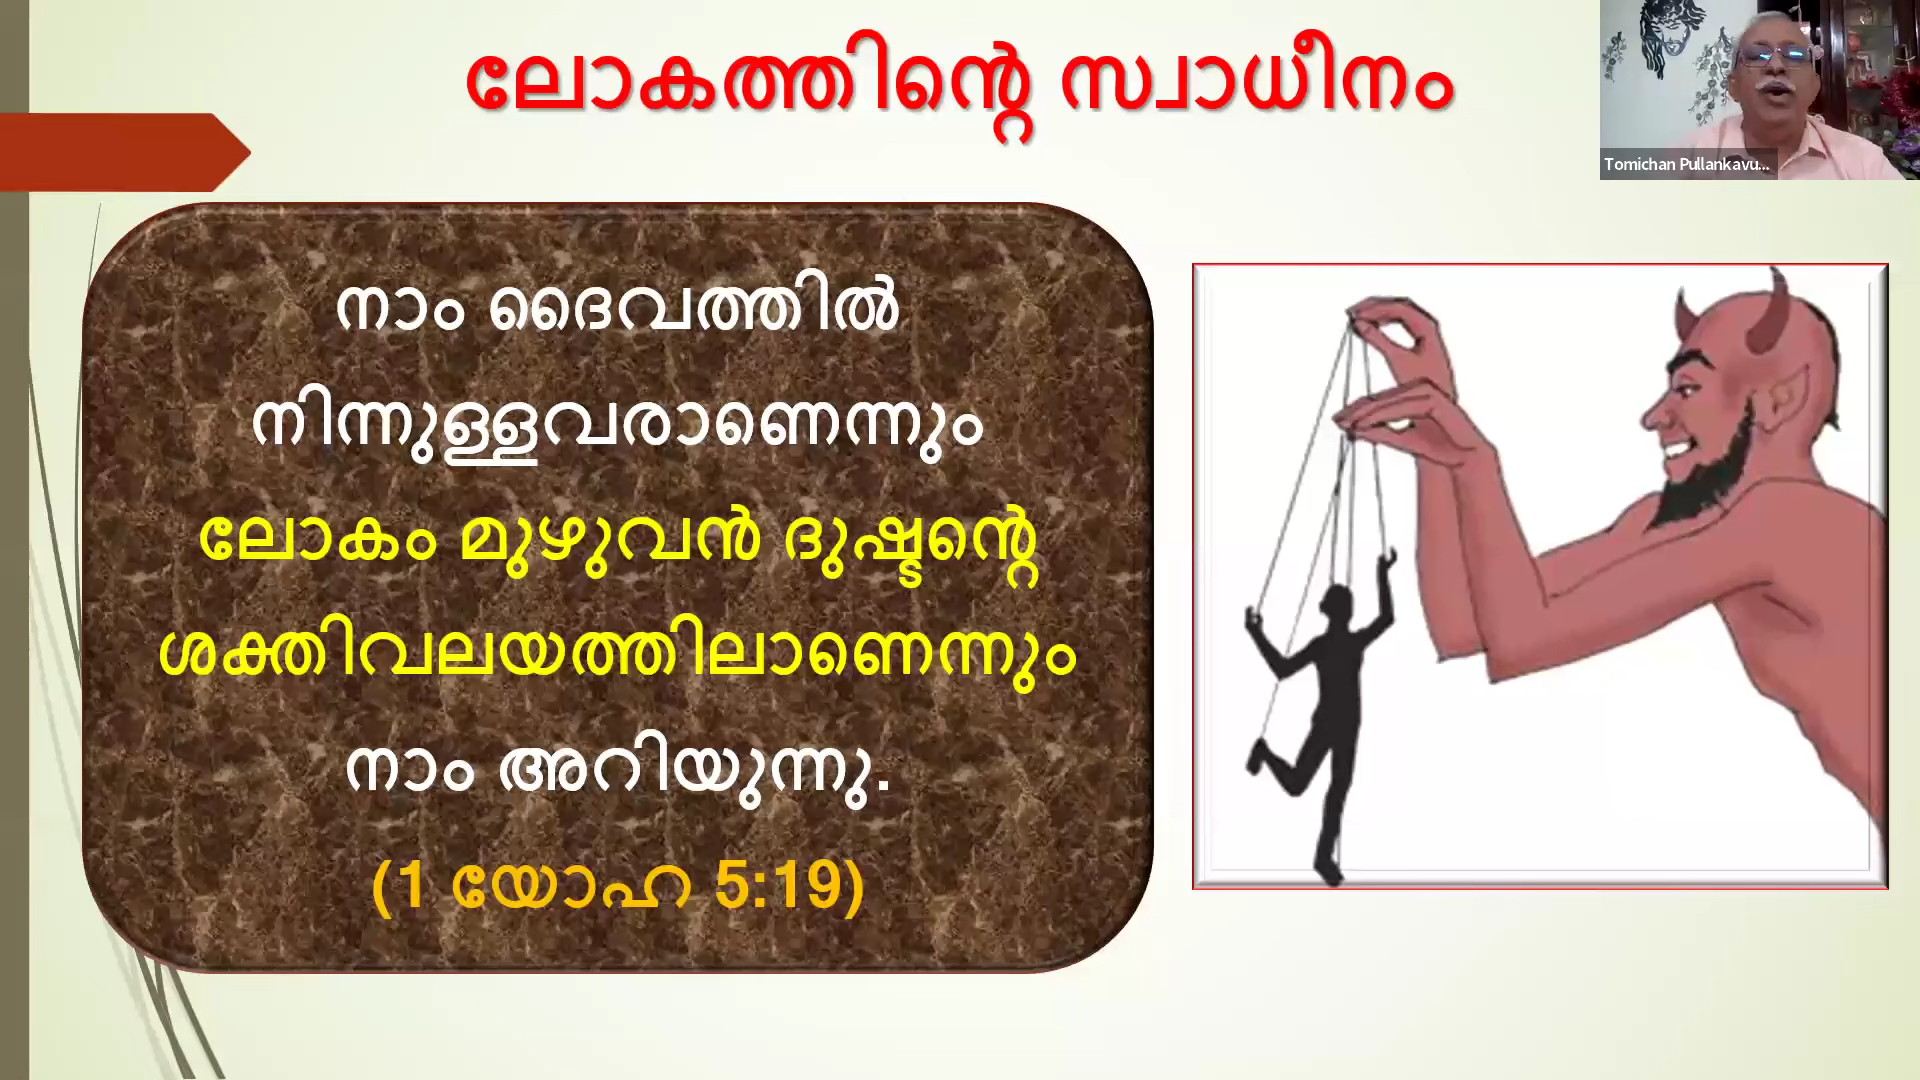 ലോകത്തിന്റെ സ്വാധീനം
Tomichan Pullankavu...
നാം ദൈവത്തിൽ
നിന്നുള്ളവരാണെന്നും
ലോകം മുഴുവൻ ദുഷ്ടന്റെ
ശക്തിവലയത്തിലാണെന്നും
നാം അറിയുന്നു.
(1 യോഹ 5:19)